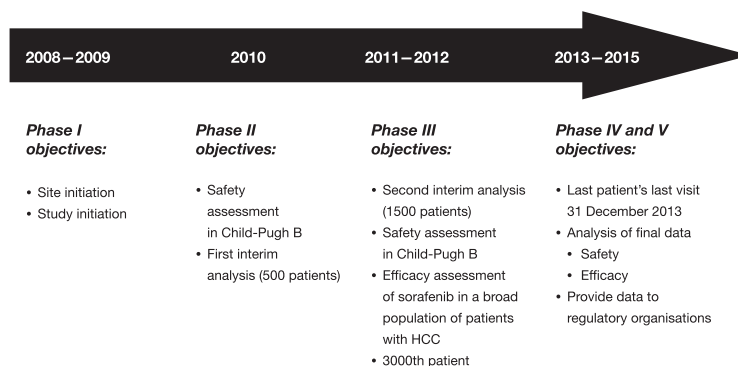 2008–2009
2010
2011–2012
2013–2015
Phase I
objectives:
• Site initiation
• Study initiation
Phase II
objectives:
• Safety
assessment
in Child-Pugh B
• First interim
analysis (500 patients)
Phase III
objectives:
• Second interim analysis
(1500 patients)
• Safety assessment
in Child-Pugh B
• Efficacy assessment
of sorafenib in a broad
population of patients
with HCC
• 3000th patient
Phase IV and V
objectives:
• Last patient’s last visit
31 December 2013
• Analysis of final data
• Safety
• Efficacy
• Provide data to
regulatory organisations